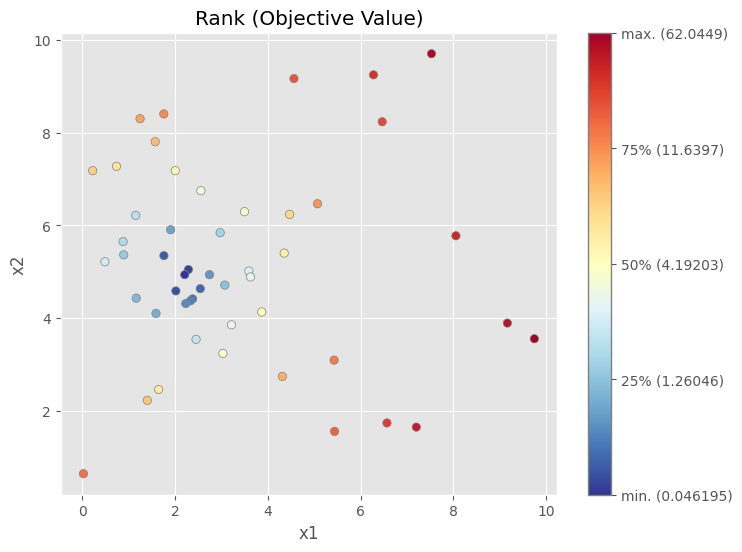 Rank (Objective Value)
10
8
6
4
2
x2
0
2
4
6
8
10
x1
max. (62.0449)
75% (11.6397)
50% (4.19203)
25% (1.26046)
min. (0.046195)